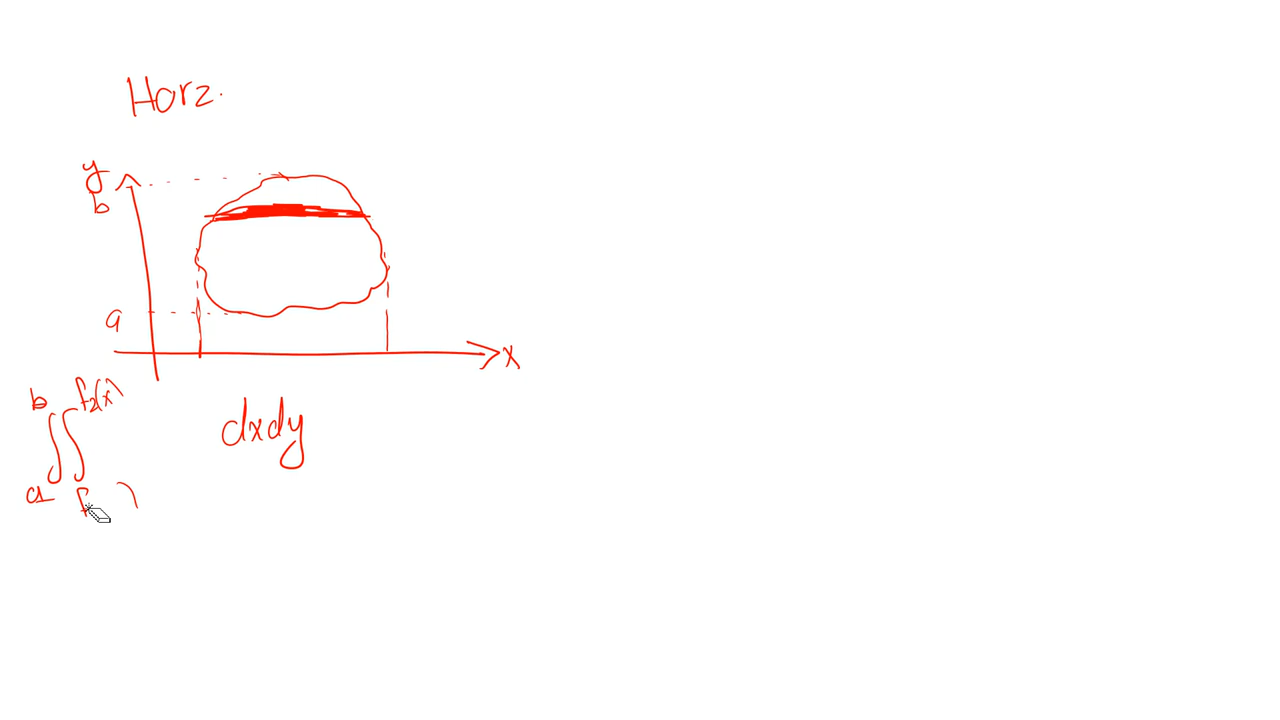 Horz.
y
b
a
x
b f₂(x)
∫∫ dxdy
a f )